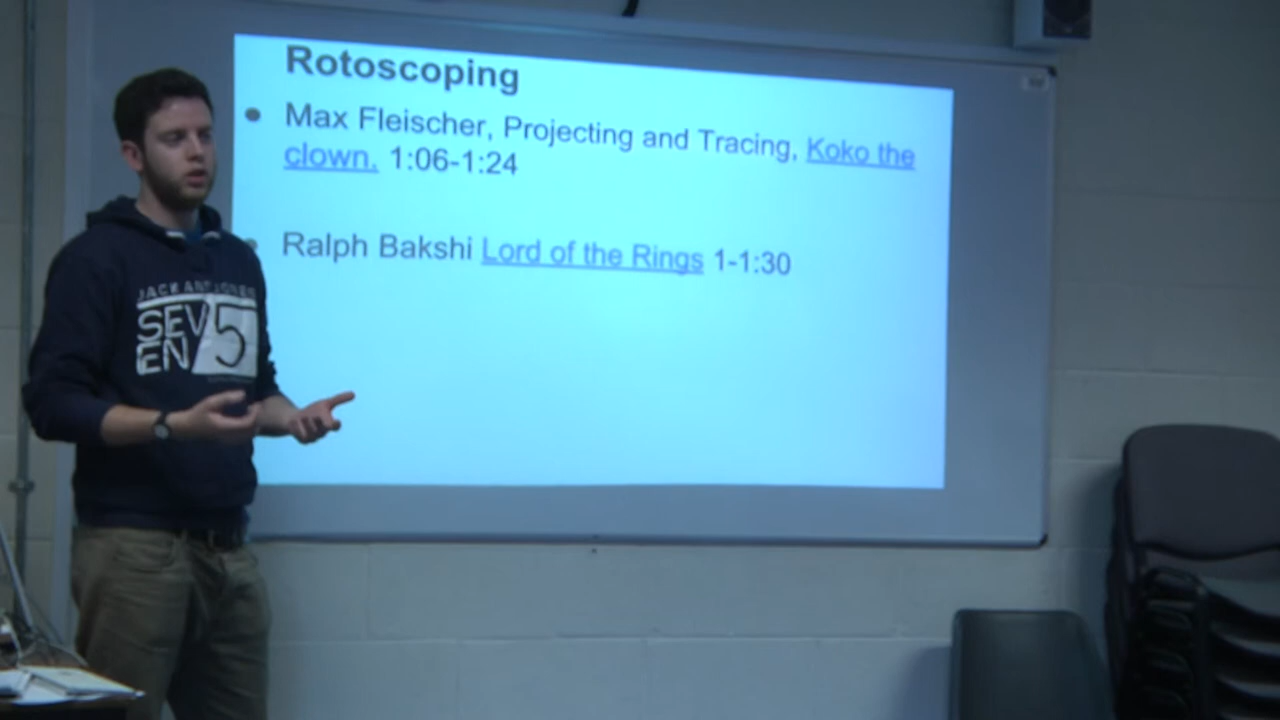 Rotoscoping
Max Fleischer, Projecting and Tracing, Koko the
clown. 1:06-1:24
Ralph Bakshi Lord of the Rings 1-1:30
JACK AND JONES
SEV
EN
5